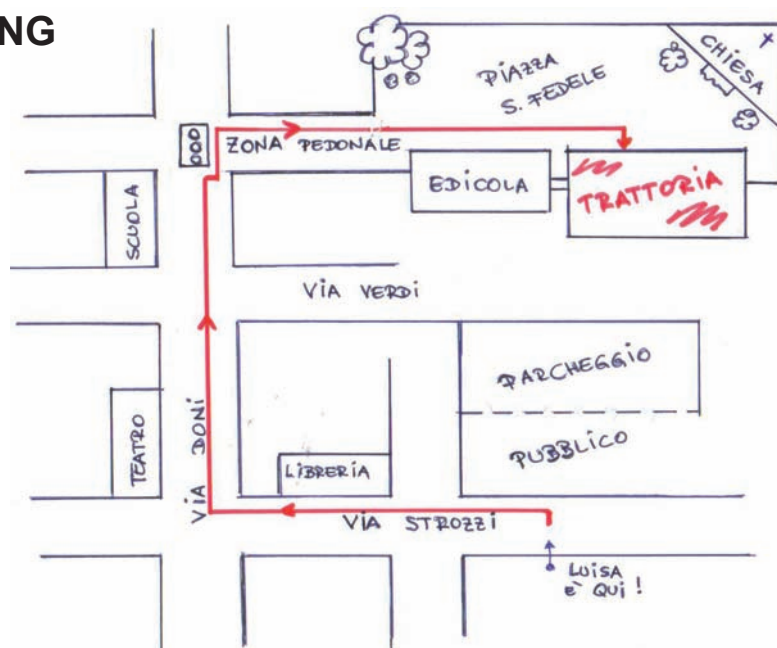 NG
PIAZZA
S. FEDELE
CHIESA
ZONA PEDONALE
EDICOLA
TRATTORIA
SCUOLA
VIA VERDI
PARCHEGGIO
PUBBLICO
TEATRO
VIA DONI
LIBRERIA
VIA STROZZI
LUISA
È QUI!